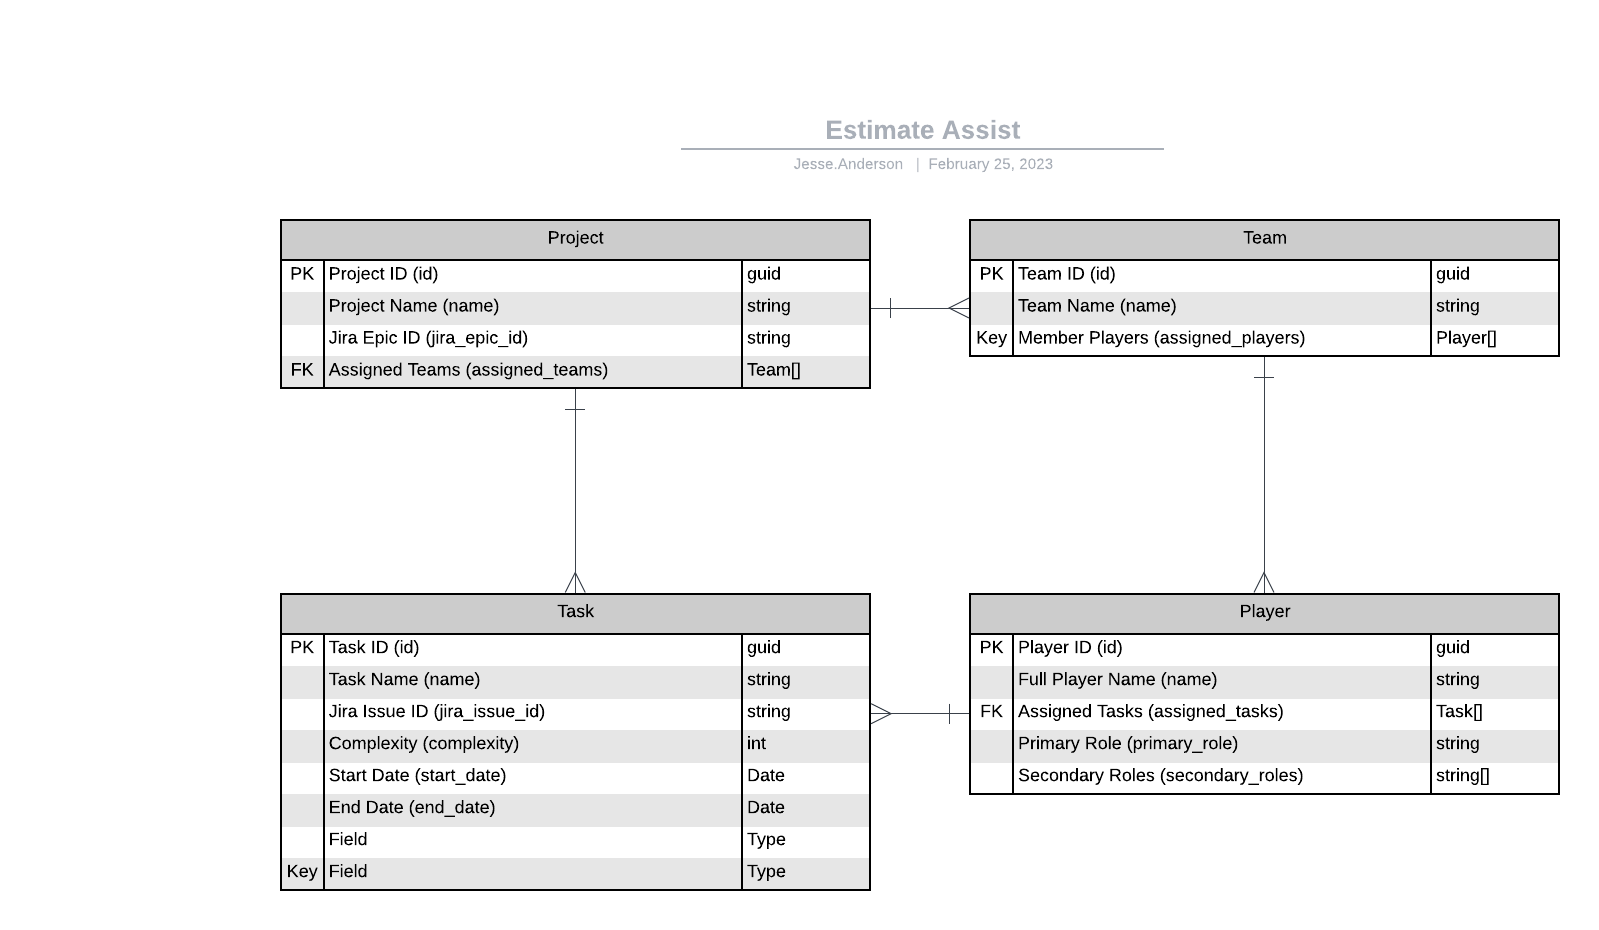 Estimate Assist
Jesse.Anderson | February 25, 2023
Project
PK Project ID (id) guid
Project Name (name) string
Jira Epic ID (jira_epic_id) string
FK Assigned Teams (assigned_teams) Team[]
Team
PK Team ID (id) guid
Team Name (name) string
Key Member Players (assigned_players) Player[]
Task
PK Task ID (id) guid
Task Name (name) string
Jira Issue ID (jira_issue_id) string
Complexity (complexity) int
Start Date (start_date) Date
End Date (end_date) Date
Field Type
Key Field Type
Player
PK Player ID (id) guid
Full Player Name (name) string
FK Assigned Tasks (assigned_tasks) Task[]
Primary Role (primary_role) string
Secondary Roles (secondary_roles) string[]